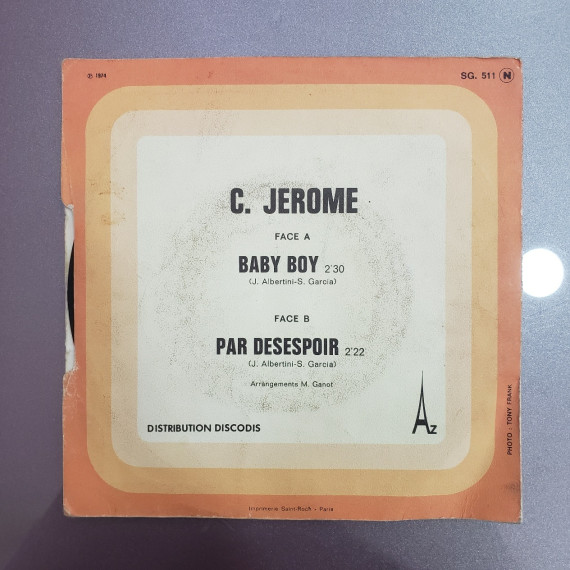 ℗ 1974
SG. 511 N
C. JEROME
FACE A
BABY BOY 2'30
(J. Albertini-S. Garcia)
FACE B
PAR DESESPOIR 2'22
(J. Albertini-S. Garcia)
Arrangements M. Ganot
DISTRIBUTION DISCODIS
Az
PHOTO - TONY FRANK
Imprimerie Saint-Roch - Paris